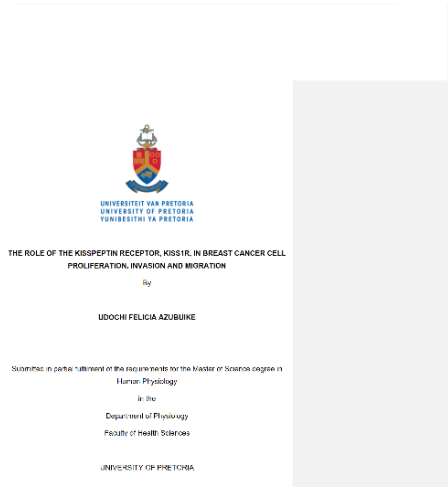 UNIVERSITEIT VAN PRETORIA
UNIVERSITY OF PRETORIA
YUNIBESITHI YA PRETORIA
THE ROLE OF THE KISSPEPTIN RECEPTOR, KISS1R, IN BREAST CANCER CELL
PROLIFERATION, INVASION AND MIGRATION
By
UDOCHI FELICIA AZUBUIKE
Submitted in partial fulfilment of the requirements for the Master of Science degree in
Human Physiology
in the
Department of Physiology
Faculty of Health Sciences
UNIVERSITY OF PRETORIA